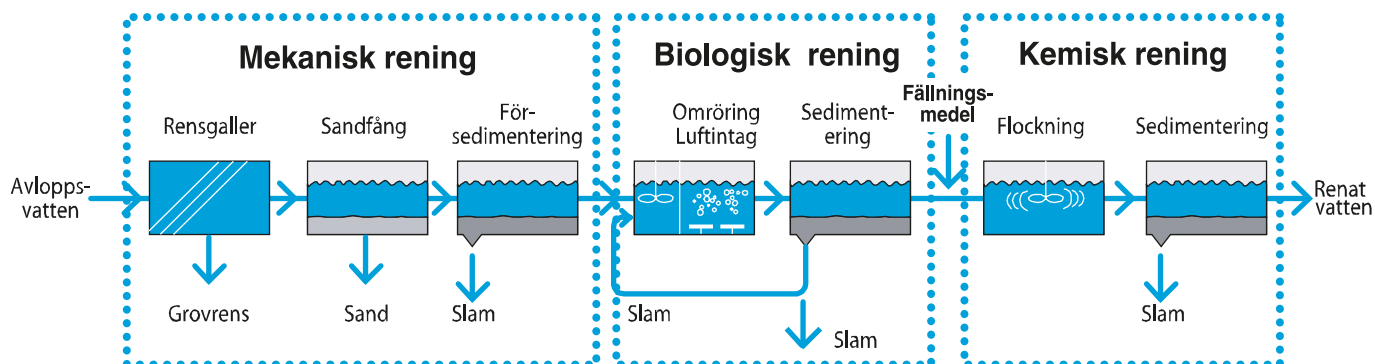 Mekanisk rening
Biologisk rening
Kemisk rening
Rensgaller
Sandfång
För-
sedimentering
Omröring
Luftintag
Sediment-
ering
Fällnings-
medel
Flockning
Sedimentering
Avlopps-
vatten
Renat
vatten
Grovrens
Sand
Slam
Slam
Slam
Slam